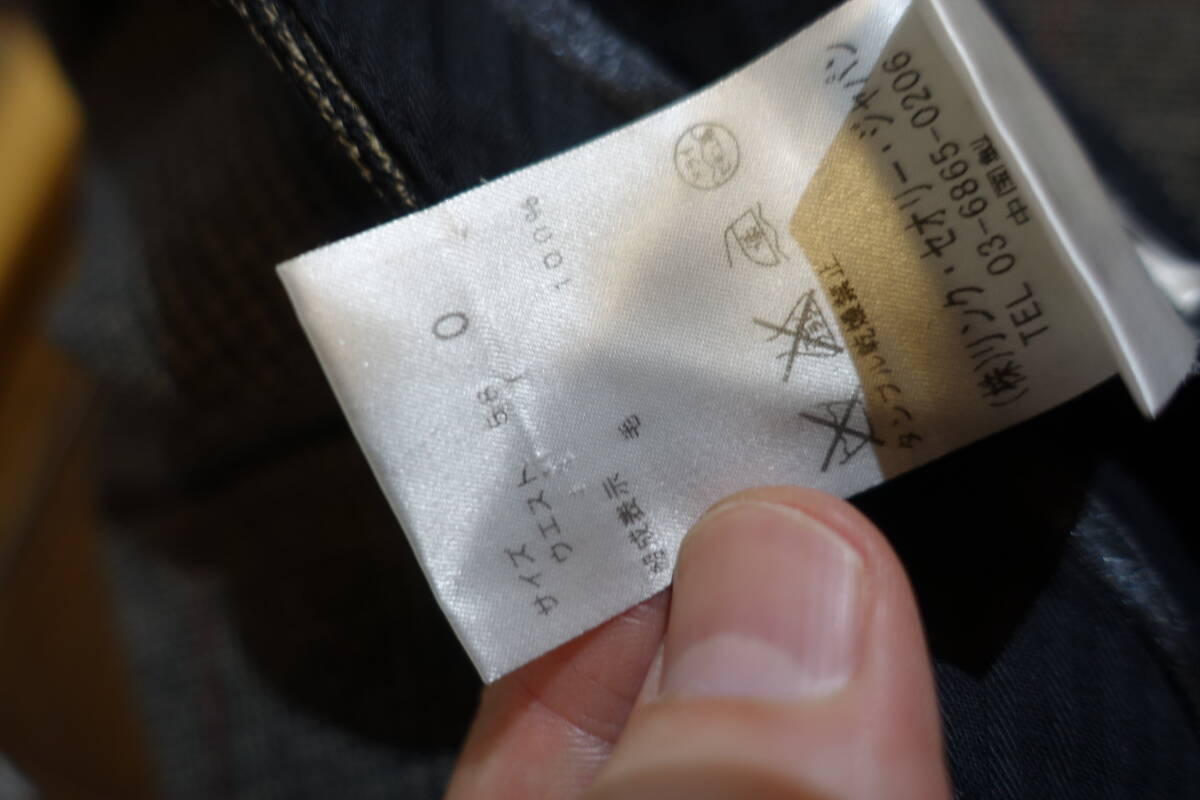 サイズ 0
ウエスト 58
組成表示
毛 100%
タンブル乾燥禁止
(株)リンク・セオリー・ジャパン
TEL 03-6865-0206
中国製